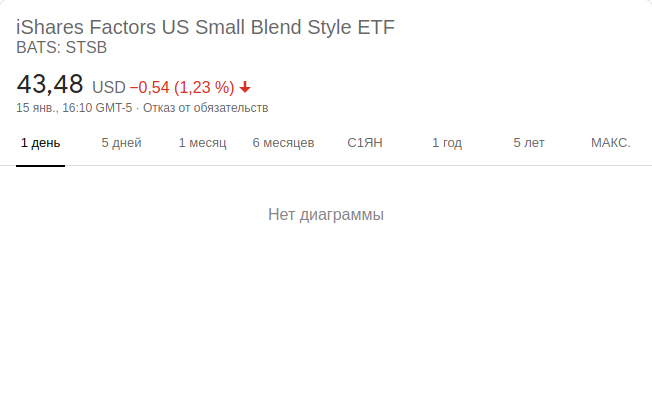 iShares Factors US Small Blend Style ETF
BATS: STSB
43,48 USD −0,54 (1,23 %)
15 янв., 16:10 GMT-5 · Отказ от обязательств
1 день 5 дней 1 месяц 6 месяцев С1ЯН 1 год 5 лет МАКС.
Нет диаграммы